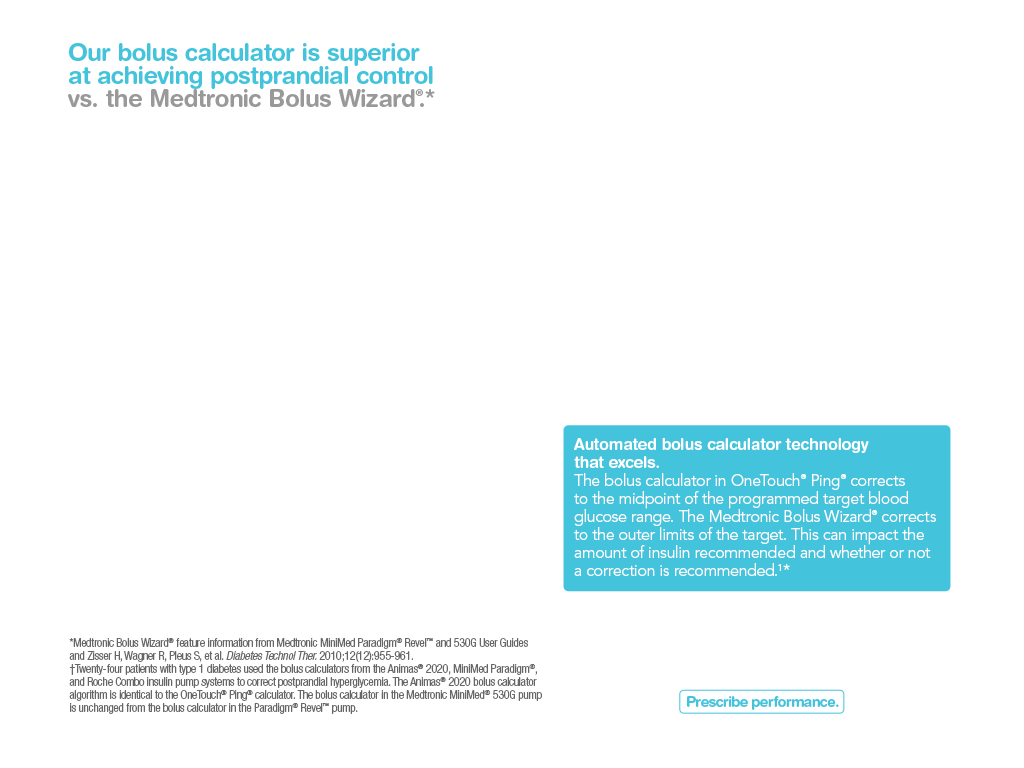 Our bolus calculator is superior
at achieving postprandial control
vs. the Medtronic Bolus Wizard®.*
Automated bolus calculator technology
that excels.
The bolus calculator in OneTouch® Ping® corrects
to the midpoint of the programmed target blood
glucose range. The Medtronic Bolus Wizard® corrects
to the outer limits of the target. This can impact the
amount of insulin recommended and whether or not
a correction is recommended.¹*
*Medtronic Bolus Wizard® feature information from Medtronic MiniMed Paradigm® Revel™ and 530G User Guides
and Zisser H, Wagner R, Pleus S, et al. Diabetes Technol Ther. 2010;12(12):955-961.
†Twenty-four patients with type 1 diabetes used the bolus calculators from the Animas® 2020, MiniMed Paradigm®,
and Roche Combo insulin pump systems to correct postprandial hyperglycemia. The Animas® 2020 bolus calculator
algorithm is identical to the OneTouch® Ping® calculator. The bolus calculator in the Medtronic MiniMed® 530G pump
is unchanged from the bolus calculator in the Paradigm® Revel™ pump.
Prescribe performance.